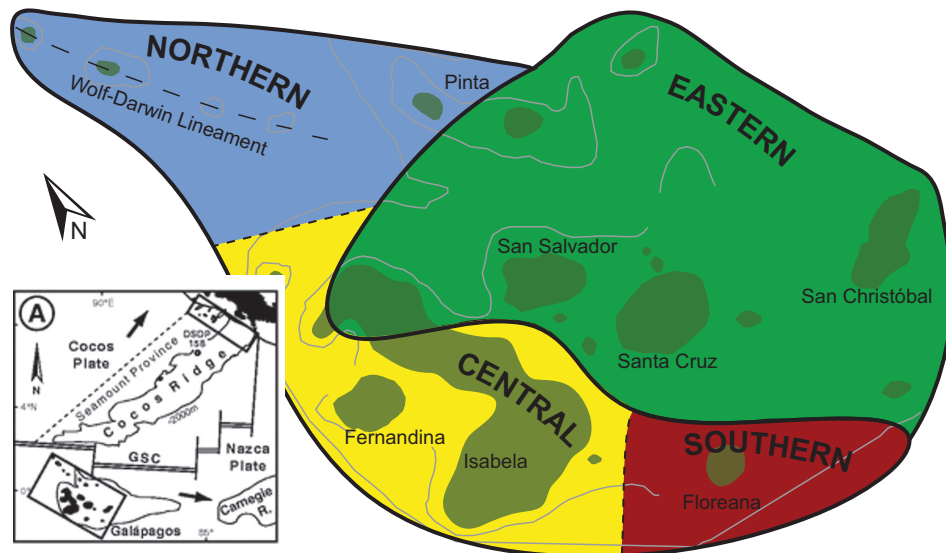 NORTHERN
Wolf-Darwin Lineament
Pinta
EASTERN
N
San Salvador
San Christóbal
Santa Cruz
CENTRAL
Fernandina
Isabela
SOUTHERN
Floreana
A
90°E
DSDP
158
Cocos
Plate
N
Seamount Province
Cocos Ridge
-2000m
4°N
GSC
Nazca
Plate
0°
Carnegie
R.
Galápagos
85°